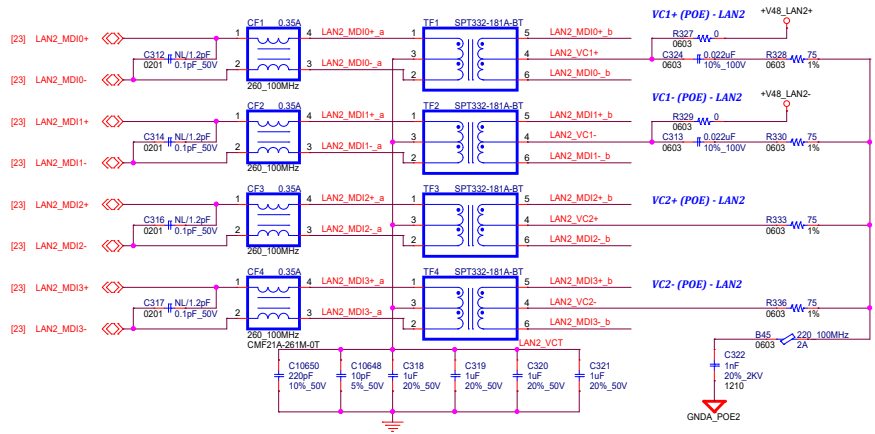 CF1 0.35A TF1 SPT332-181A-BT VC1+ (POE) - LAN2 +V48_LAN2+
[23] LAN2_MDI0+ 1 4 LAN2_MDI0+_a 1 5 LAN2_MDI0+_b R327 0
0603
C312 NL/1.2pF 3 4 LAN2_VC1+ C324 0.022uF R328 75
0201 0.1pF_50V 0603 10%_100V 0603 1%
[23] LAN2_MDI0- 2 3 LAN2_MDI0-_a 2 6 LAN2_MDI0-_b
260_100MHz
CF2 0.35A TF2 SPT332-181A-BT VC1- (POE) - LAN2 +V48_LAN2-
[23] LAN2_MDI1+ 1 4 LAN2_MDI1+_a 1 5 LAN2_MDI1+_b R329 0
0603
C314 NL/1.2pF 3 4 LAN2_VC1- C313 0.022uF R330 75
0201 0.1pF_50V 0603 10%_100V 0603 1%
[23] LAN2_MDI1- 2 3 LAN2_MDI1-_a 2 6 LAN2_MDI1-_b
260_100MHz
CF3 0.35A TF3 SPT332-181A-BT VC2+ (POE) - LAN2
[23] LAN2_MDI2+ 1 4 LAN2_MDI2+_a 1 5 LAN2_MDI2+_b
C316 NL/1.2pF 3 4 LAN2_VC2+ R333 75
0201 0.1pF_50V 0603 1%
[23] LAN2_MDI2- 2 3 LAN2_MDI2-_a 2 6 LAN2_MDI2-_b
260_100MHz
CF4 0.35A TF4 SPT332-181A-BT VC2- (POE) - LAN2
[23] LAN2_MDI3+ 1 4 LAN2_MDI3+_a 1 5 LAN2_MDI3+_b
C317 NL/1.2pF 3 4 LAN2_VC2- R336 75
0201 0.1pF_50V 0603 1%
[23] LAN2_MDI3- 2 3 LAN2_MDI3-_a 2 6 LAN2_MDI3-_b
260_100MHz
CMF21A-261M-0T LAN2_VCT
B45 220_100MHz
0603 2A
C10650 C10648 C318 C319 C320 C321 C322
220pF 10pF 1uF 1uF 1uF 1uF 1nF
10%_50V 5%_50V 20%_50V 20%_50V 20%_50V 20%_50V 20%_2KV
1210
GNDA_POE2